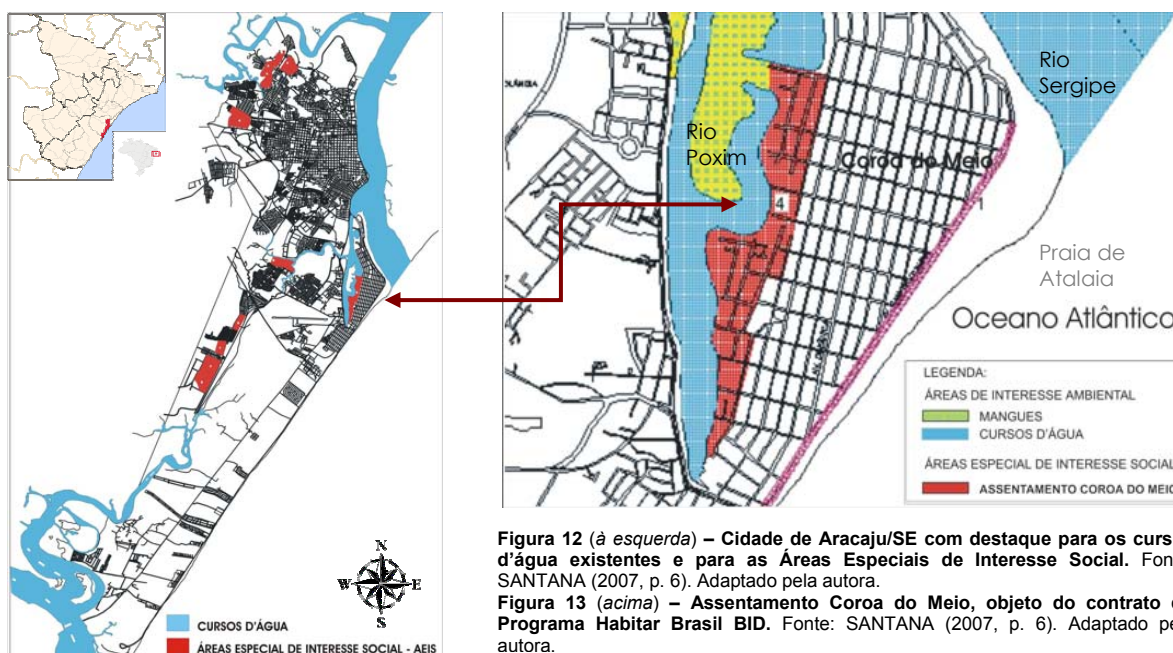 N
W E
S
CURSOS D'ÁGUA
ÁREAS ESPECIAL DE INTERESSE SOCIAL - AEIS
Rio
Sergipe
Rio
Poxim
Coroa do Meio
4
1
Praia de
Atalaia
Oceano Atlântico
LEGENDA:
ÁREAS DE INTERESSE AMBIENTAL
MANGUES
CURSOS D'ÁGUA
ÁREAS ESPECIAL DE INTERESSE SOCIAL
ASSENTAMENTO COROA DO MEIO
Figura 12 (à esquerda) – Cidade de Aracaju/SE com destaque para os curs
d'água existentes e para as Áreas Especiais de Interesse Social. Fon
SANTANA (2007, p. 6). Adaptado pela autora.
Figura 13 (acima) – Assentamento Coroa do Meio, objeto do contrato
Programa Habitar Brasil BID. Fonte: SANTANA (2007, p. 6). Adaptado pe
autora.